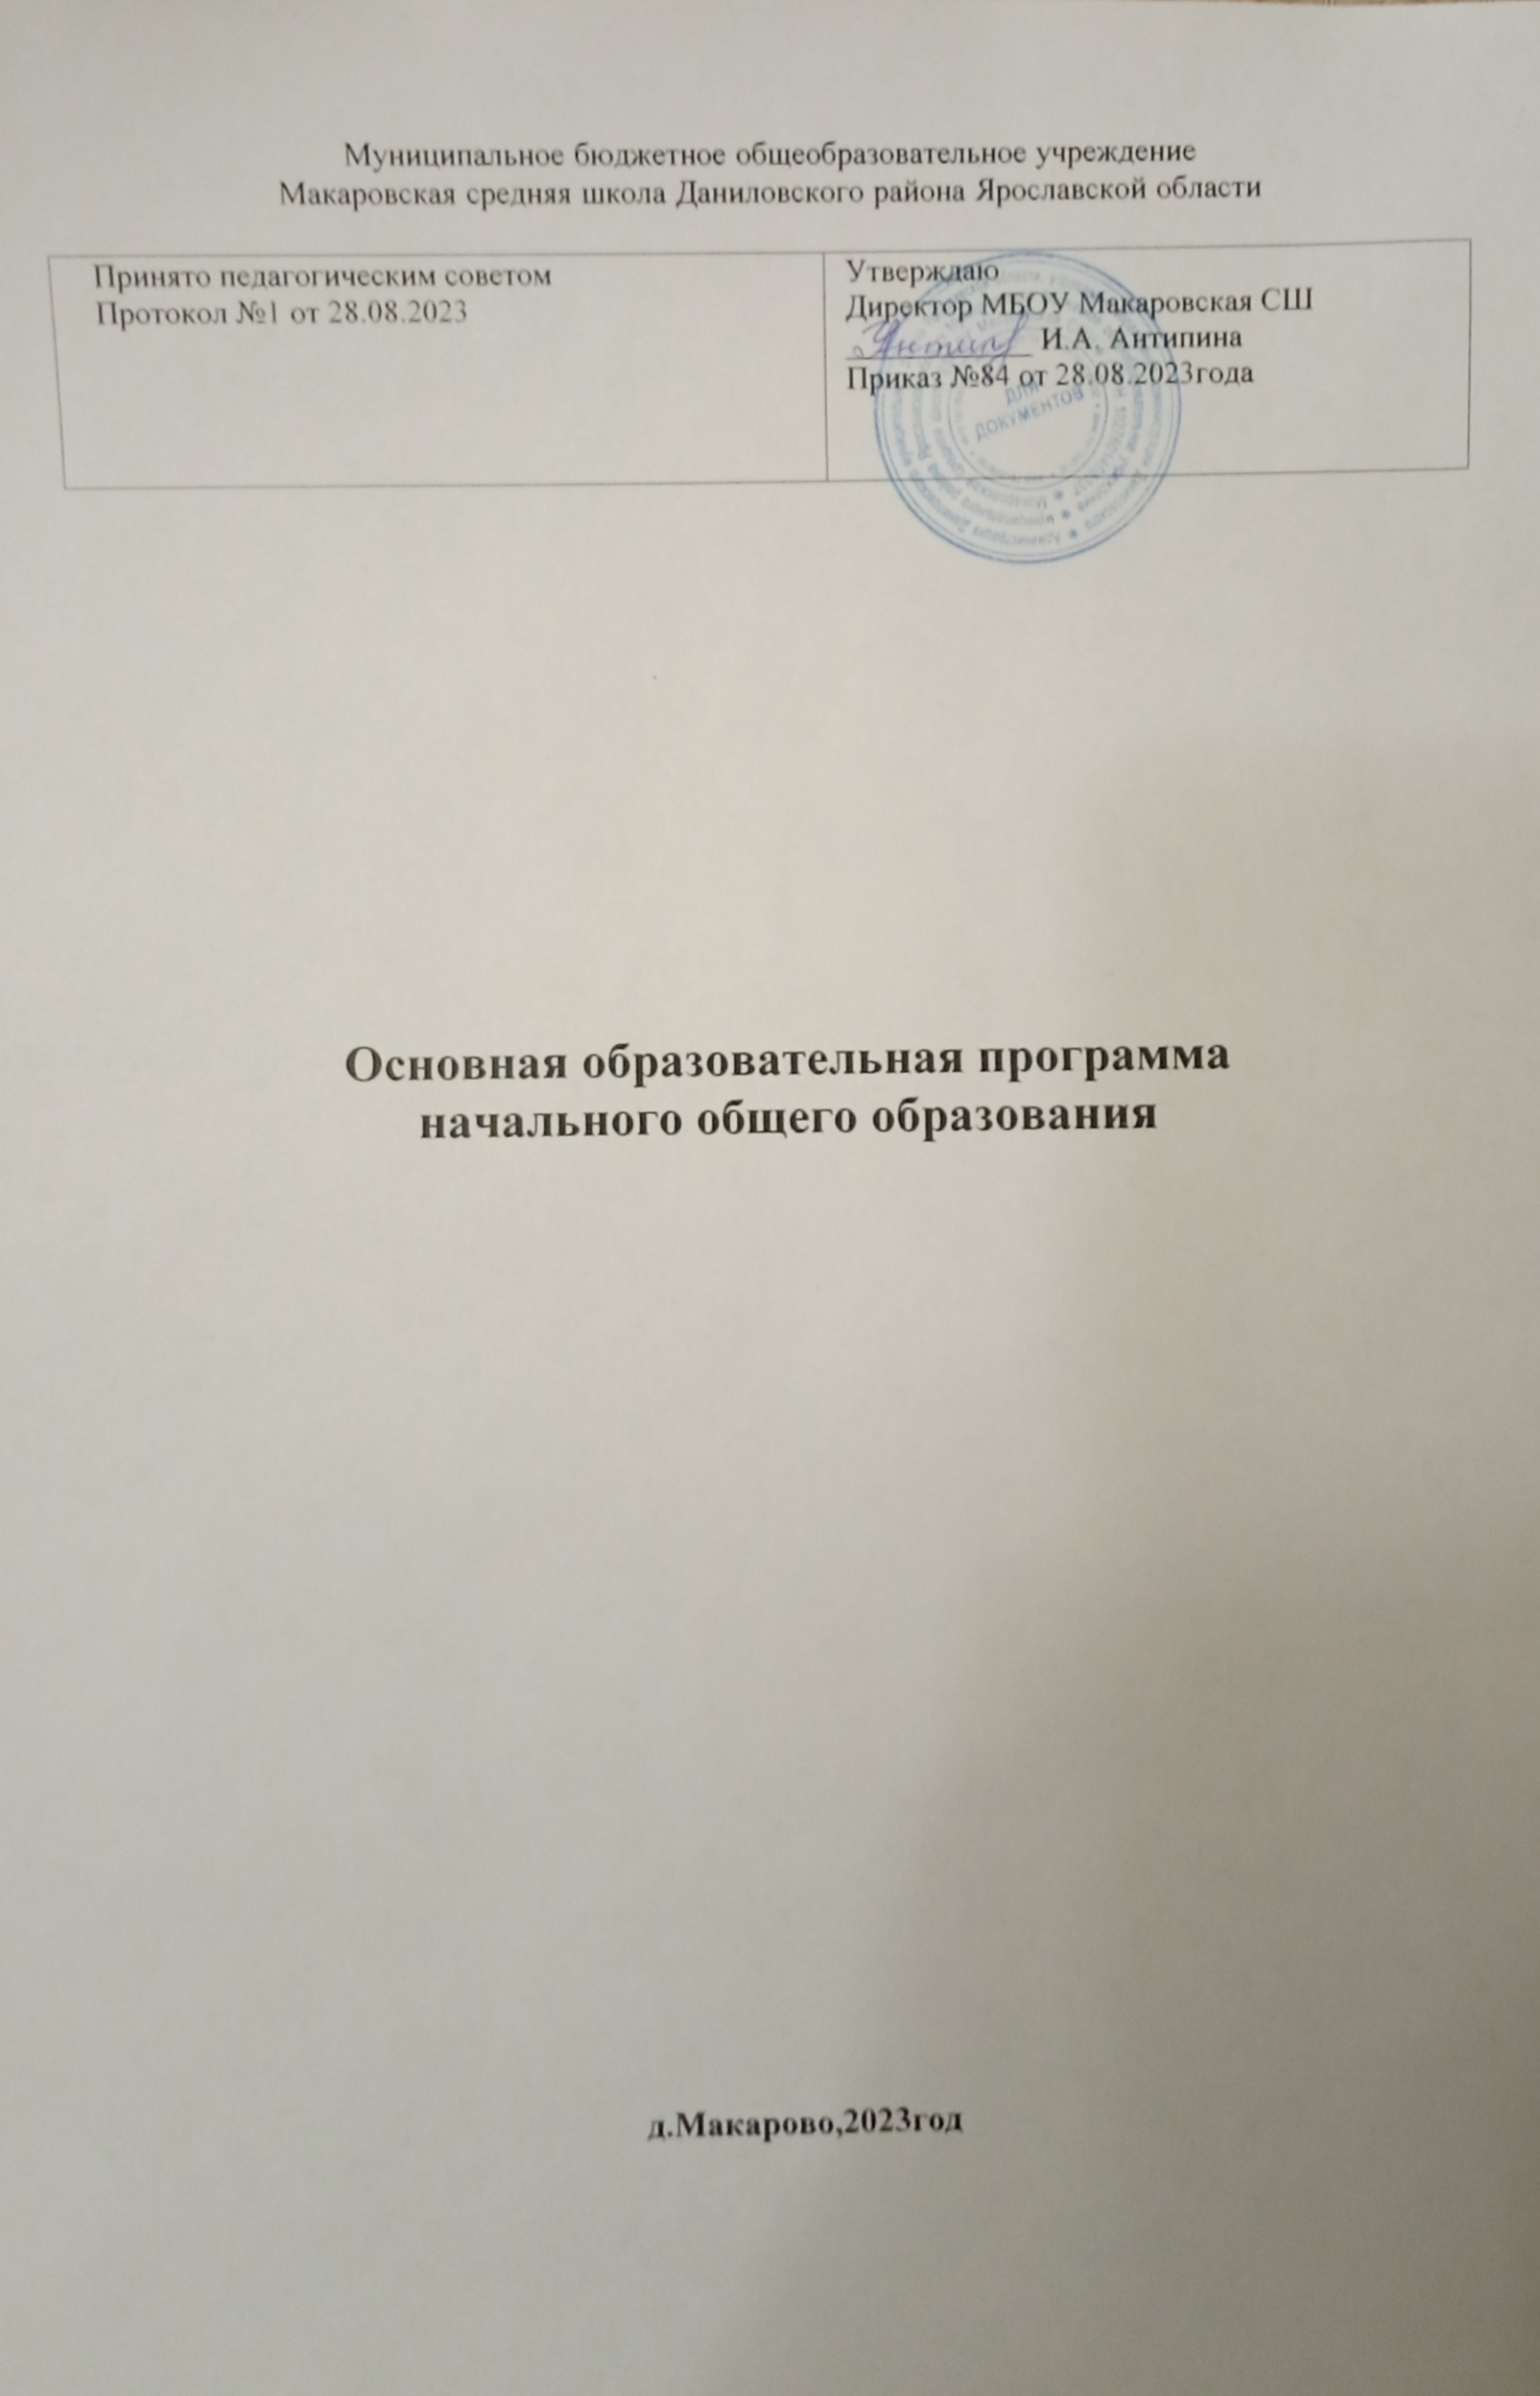 Муниципальное бюджетное общеобразовательное учреждение
Макаровская средняя школа Даниловского района Ярославской области
Принято педагогическим советом
Протокол №1 от 28.08.2023
Утверждаю
Директор МБОУ Макаровская СШ
И.А. Антипина
Приказ №84 от 28.08.2023года
ДЛЯ
ДОКУМЕНТОВ
Основная образовательная программа
начального общего образования
д.Макарово,2023год